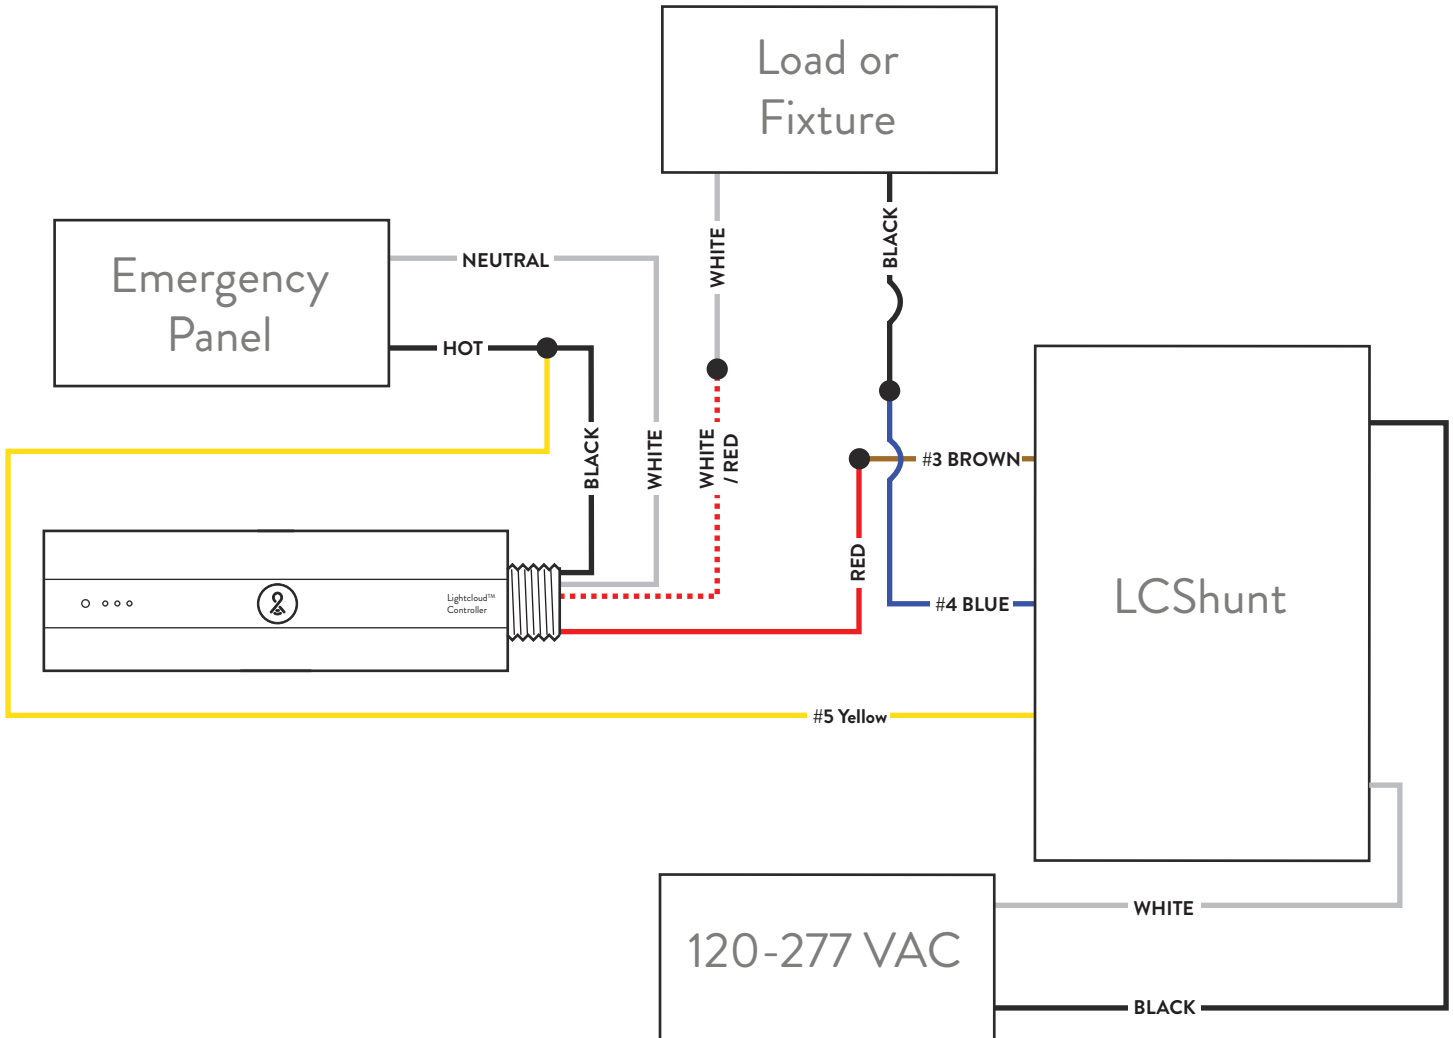 Load or
Fixture
Emergency
Panel
NEUTRAL
HOT
WHITE
BLACK
BLACK
WHITE
WHITE
/ RED
#3 BROWN
RED
#4 BLUE
LCShunt
Lightcloud™
Controller
#5 Yellow
120-277 VAC
WHITE
BLACK